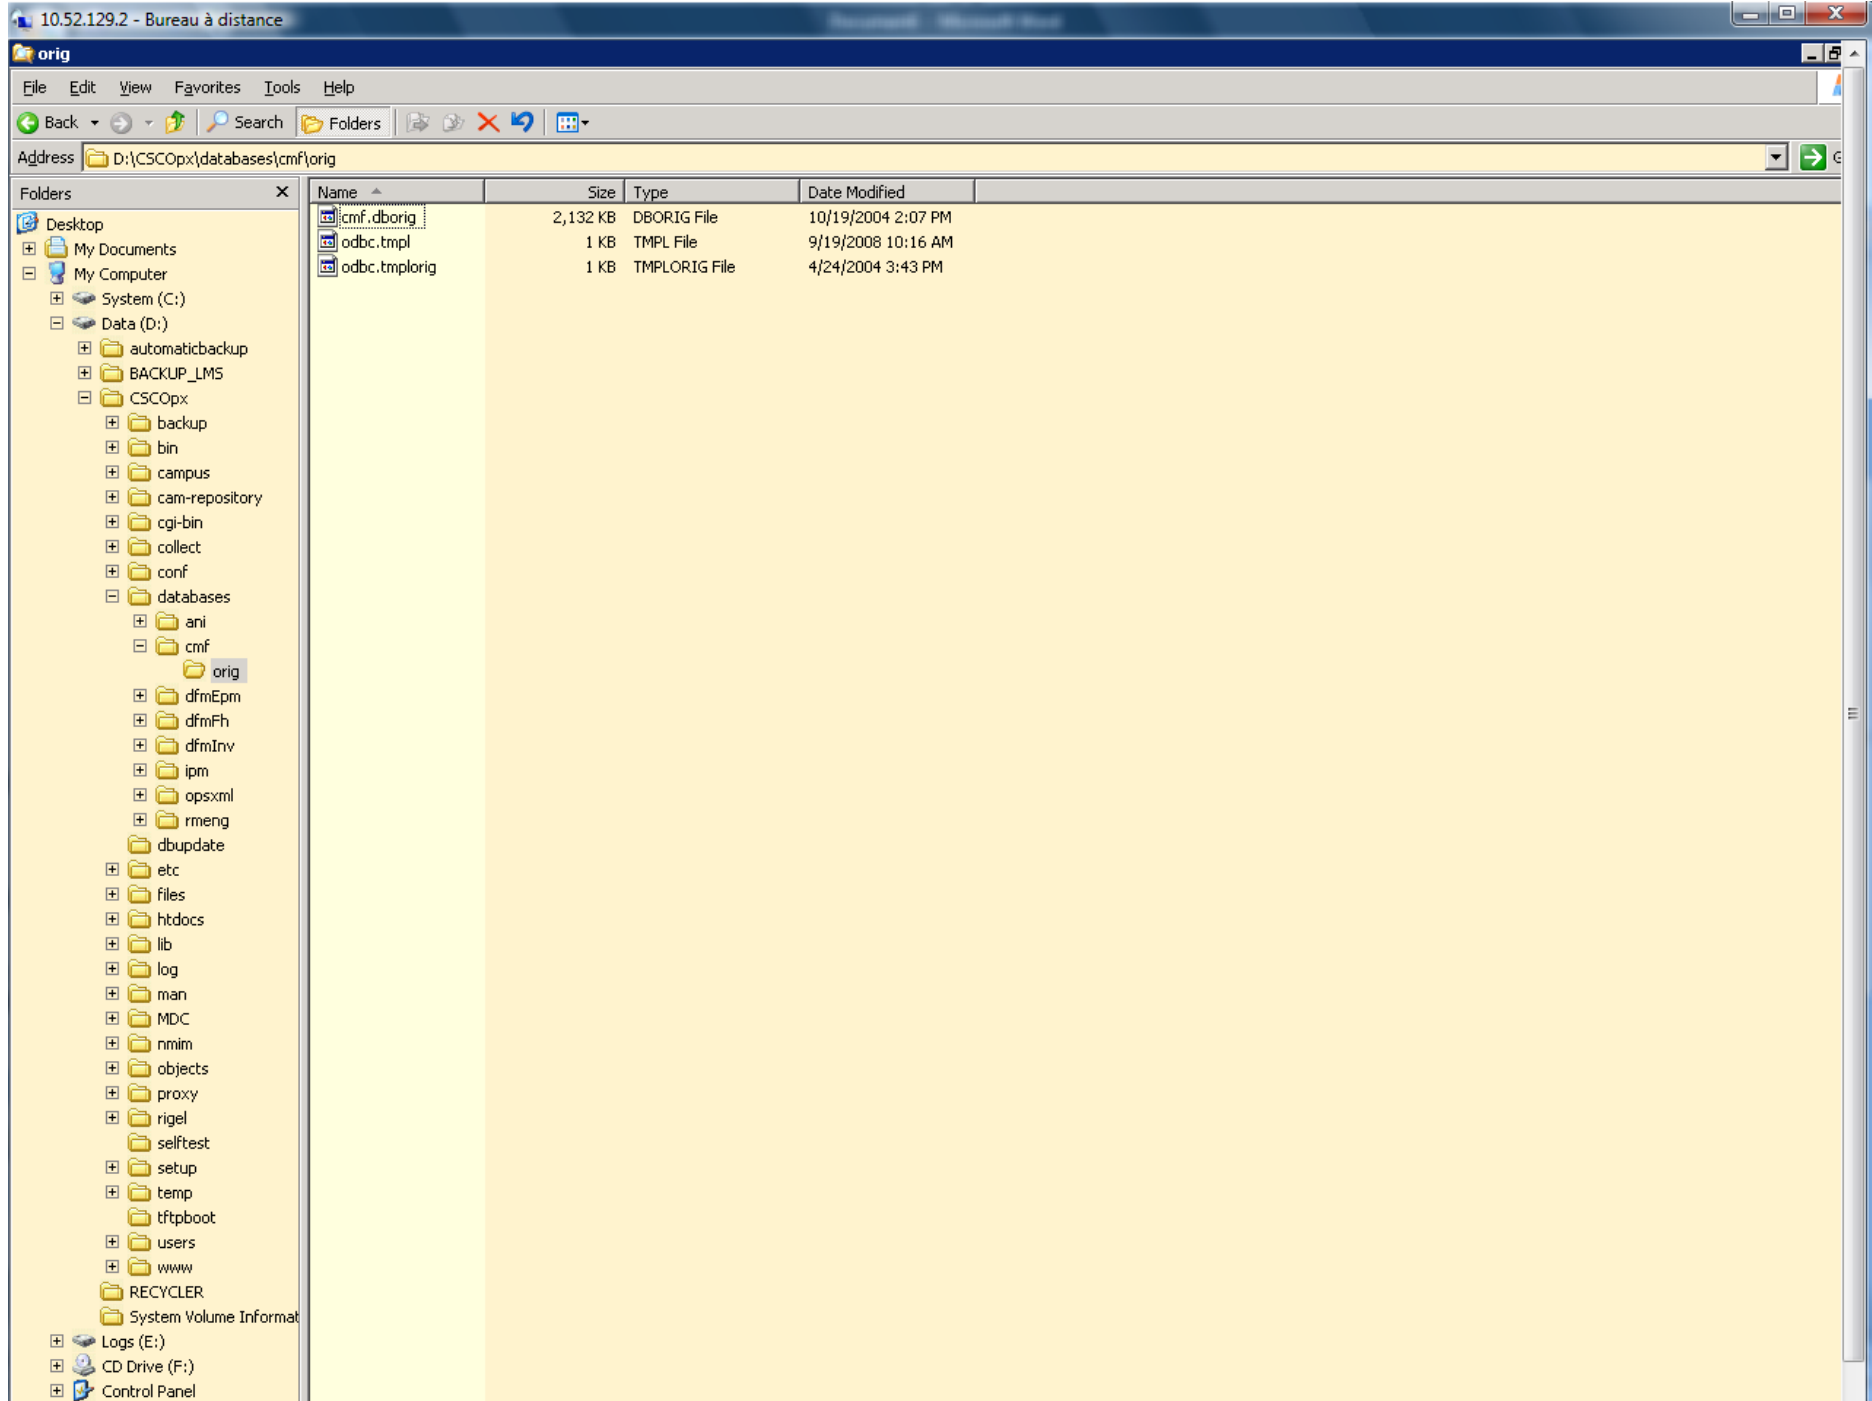 10.52.129.2 - Bureau à distance
orig
File Edit View Favorites Tools Help
Back Search Folders
Address D:\CSCOpx\databases\cmf\orig
Folders
Desktop
My Documents
My Computer
System (C:)
Data (D:)
automaticbackup
BACKUP_LMS
CSCOpx
backup
bin
campus
cam-repository
cgi-bin
collect
conf
databases
ani
cmf
orig
dfmEpm
dfmFh
dfmInv
ipm
opsxml
rmeng
dbupdate
etc
files
htdocs
lib
log
man
MDC
nmim
objects
proxy
rigel
selftest
setup
temp
tftpboot
users
www
RECYCLER
System Volume Informat
Logs (E:)
CD Drive (F:)
Control Panel
Name Size Type Date Modified
cmf.dborig 2,132 KB DBORIG File 10/19/2004 2:07 PM
odbc.tmpl 1 KB TMPL File 9/19/2008 10:16 AM
odbc.tmplorig 1 KB TMPLORIG File 4/24/2004 3:43 PM